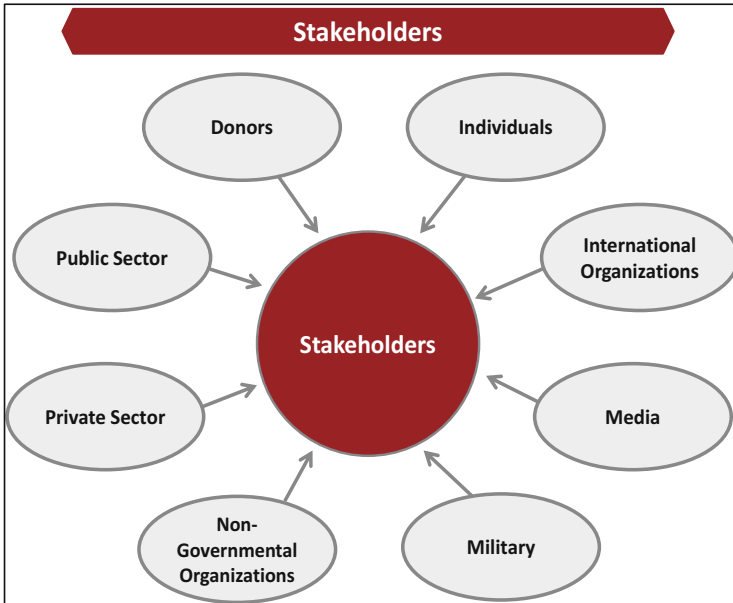 Stakeholders
Donors
Individuals
Public Sector
International
Organizations
Stakeholders
Private Sector
Media
Non-
Governmental
Organizations
Military